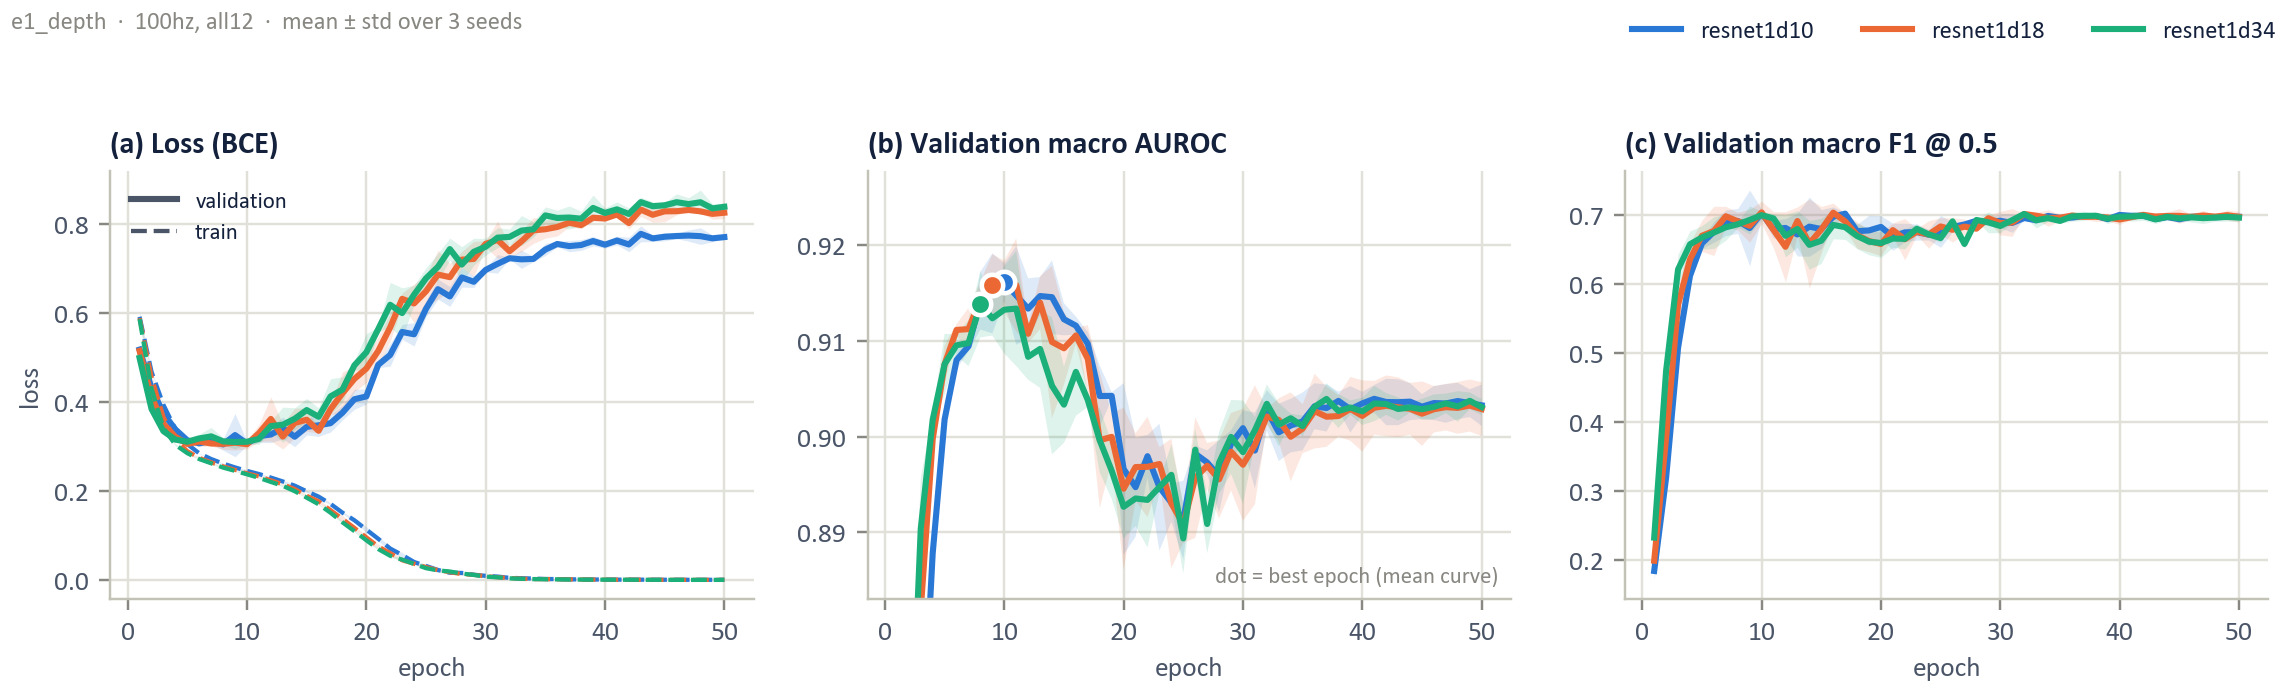 e1_depth · 100hz, all12 · mean ± std over 3 seeds
resnet1d10
resnet1d18
resnet1d34
(a) Loss (BCE)
validation
train
loss
0.8
0.6
0.4
0.2
0.0
0 10 20 30 40 50
epoch
(b) Validation macro AUROC
0.92
0.91
0.90
0.89
dot = best epoch (mean curve)
0 10 20 30 40 50
epoch
(c) Validation macro F1 @ 0.5
0.7
0.6
0.5
0.4
0.3
0.2
0 10 20 30 40 50
epoch